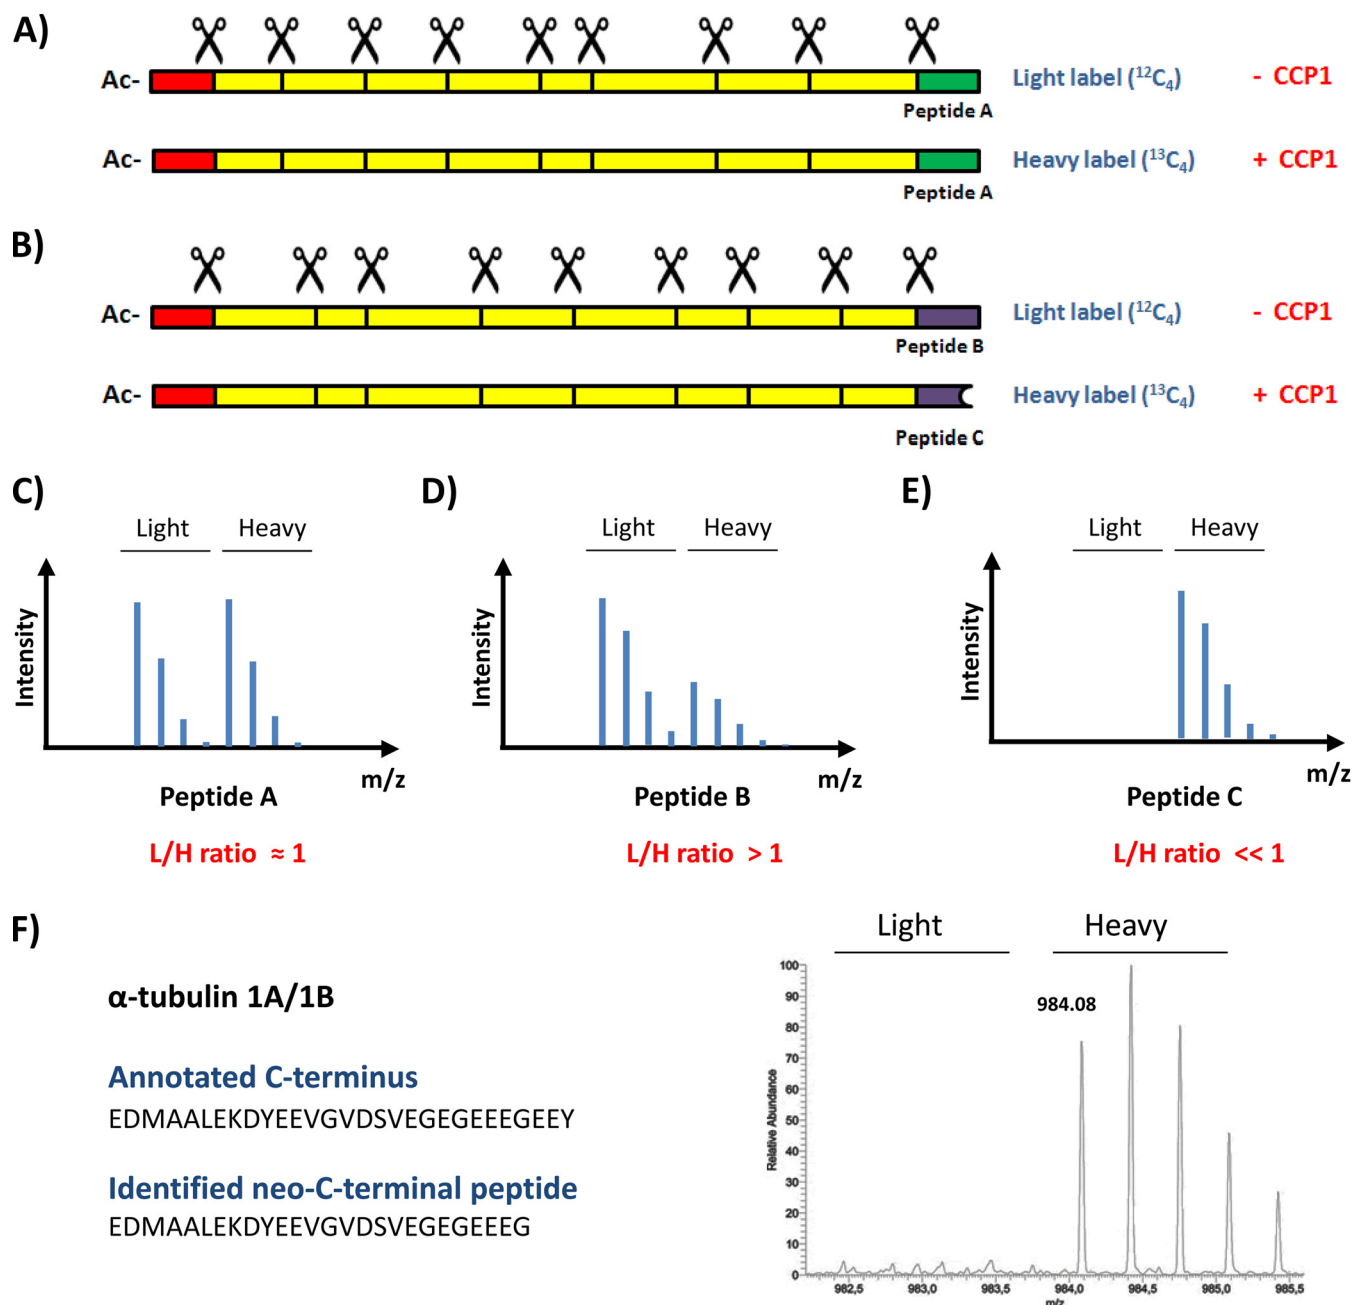 A)
Ac- Light label (¹²C₄) - CCP1
Peptide A
Ac- Heavy label (¹³C₄) + CCP1
Peptide A
B)
Ac- Light label (¹²C₄) - CCP1
Peptide B
Ac- Heavy label (¹³C₄) + CCP1
Peptide C
C)
Light Heavy
Intensity
m/z
Peptide A
L/H ratio ≈ 1
D)
Light Heavy
Intensity
m/z
Peptide B
L/H ratio > 1
E)
Light Heavy
Intensity
m/z
Peptide C
L/H ratio << 1
F)
α-tubulin 1A/1B
Annotated C-terminus
EDMAALEKDYEEVGVDSVEGEGEEEGEEY
Identified neo-C-terminal peptide
EDMAALEKDYEEVGVDSVEGEGEEEG
Light Heavy
984.08
Relative Abundance
100
90
80
70
60
50
40
30
20
10
0
982,5 983,0 983,5 984,0 984,5 985,0 985,5
m/z